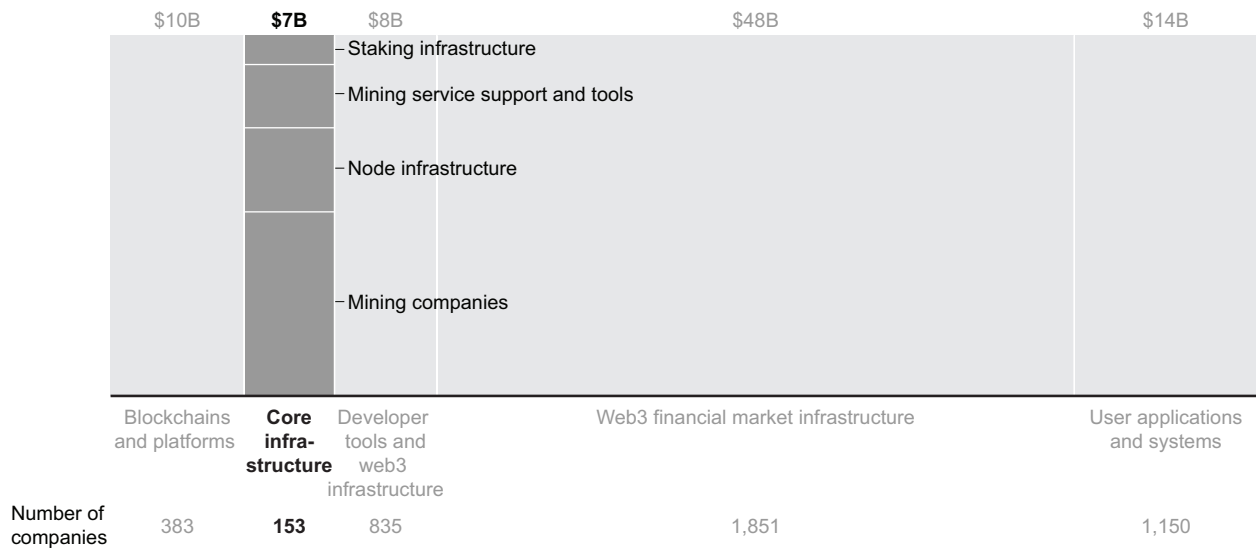 $10B $7B $8B $48B $14B
Staking infrastructure
Mining service support and tools
Node infrastructure
Mining companies
Blockchains
and platforms
Core
infra-
structure
Developer
tools and
web3
infrastructure
Web3 financial market infrastructure
User applications
and systems
Number of
companies
383 153 835 1,851 1,150